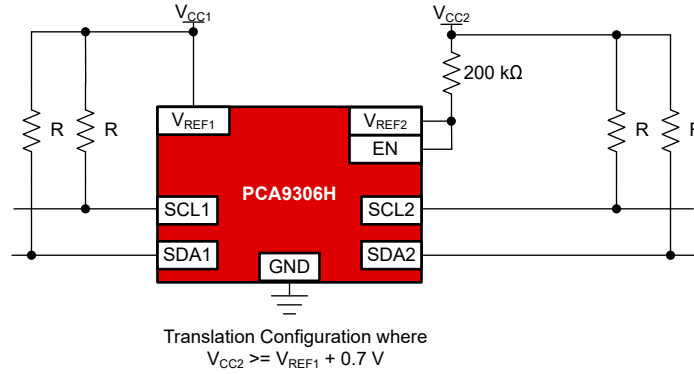 VCC1
VCC2
200 kΩ
R
R
VREF1
VREF2
EN
R
PCA9306H
SCL1
SCL2
SDA1
SDA2
GND
Translation Configuration where
VCC2 >= VREF1 + 0.7 V